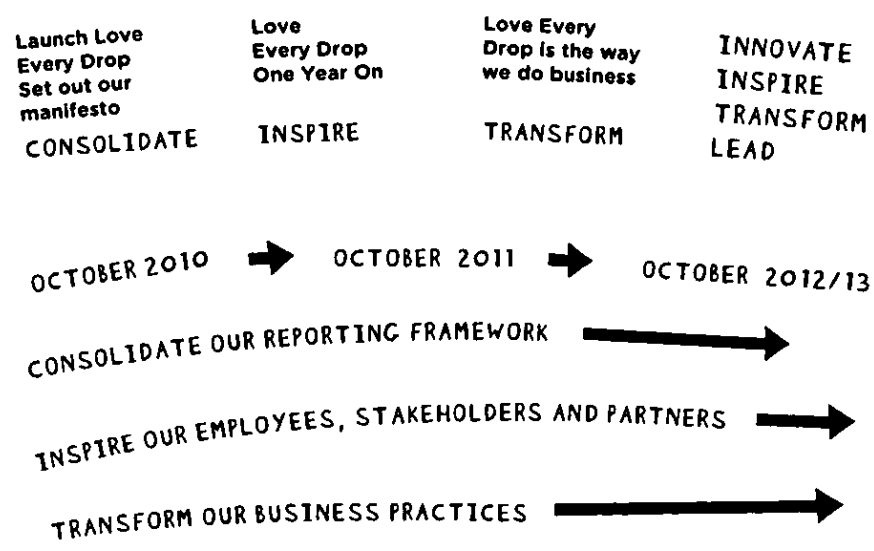 Launch Love
Every Drop
Set out our
manifesto
CONSOLIDATE
Love
Every Drop
One Year On
INSPIRE
Love Every
Drop is the way
we do business
TRANSFORM
INNOVATE
INSPIRE
TRANSFORM
LEAD
OCTOBER 2010
OCTOBER 2011
OCTOBER 2012/13
CONSOLIDATE OUR REPORTING FRAMEWORK
INSPIRE OUR EMPLOYEES, STAKEHOLDERS AND PARTNERS
TRANSFORM OUR BUSINESS PRACTICES